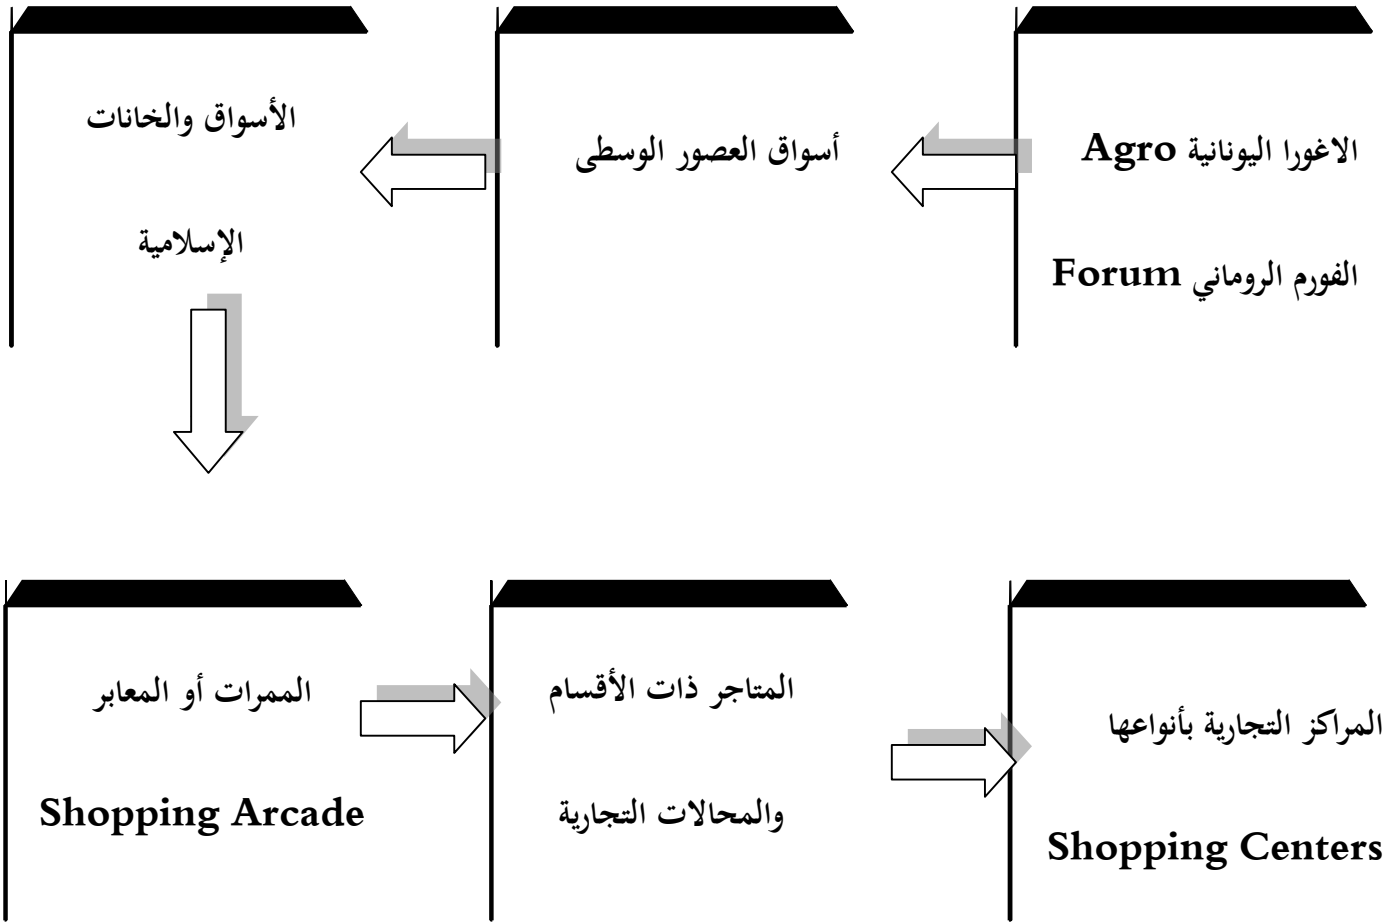 الاغورا اليونانية Agro
الفورم الروماني Forum
أسواق العصور الوسطى
الأسواق والخانات
الإسلامية
الممرات أو المعابر
Shopping Arcade
المتاجر ذات الأقسام
والمحالات التجارية
المراكز التجارية بأنواعها
Shopping Centers